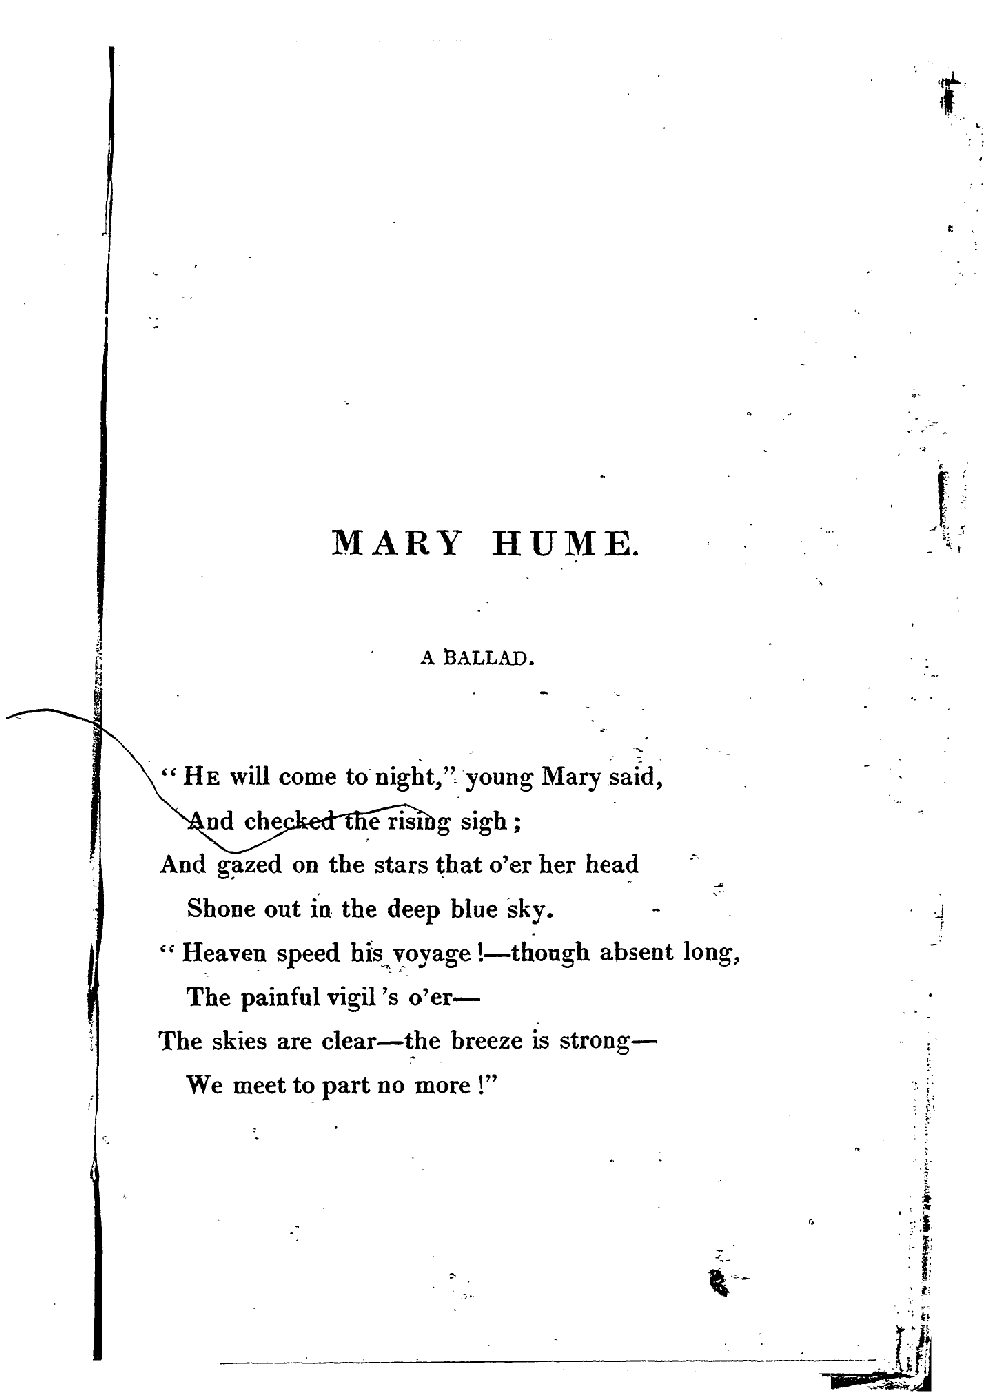 MARY HUME.
A BALLAD.
“ HE will come to night,” young Mary said,
And checked the rising sigh ;
And gazed on the stars that o’er her head
Shone out in the deep blue sky.
“ Heaven speed his voyage !—though absent long,
The painful vigil ’s o’er—
The skies are clear—the breeze is strong—
We meet to part no more !”